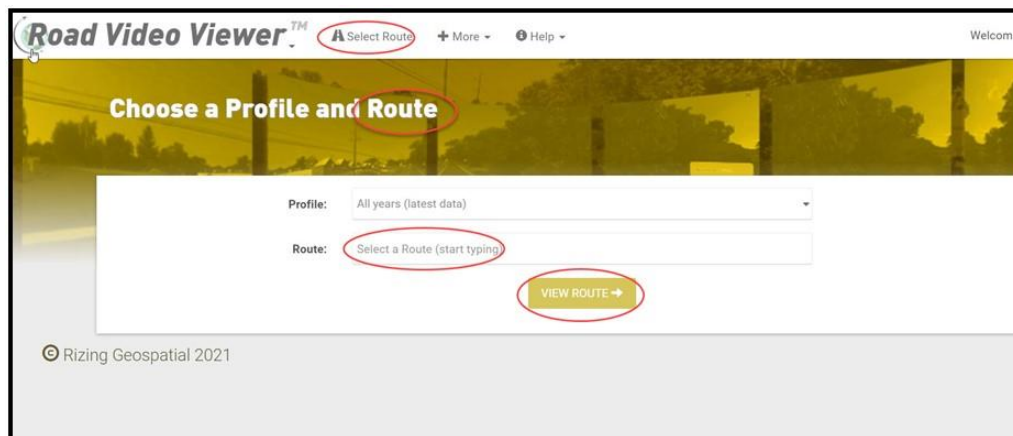 Road Video Viewer™ Select Route More Help Welcom
Choose a Profile and Route
Profile: All years (latest data)
Route: Select a Route (start typing)
VIEW ROUTE
© Rizing Geospatial 2021